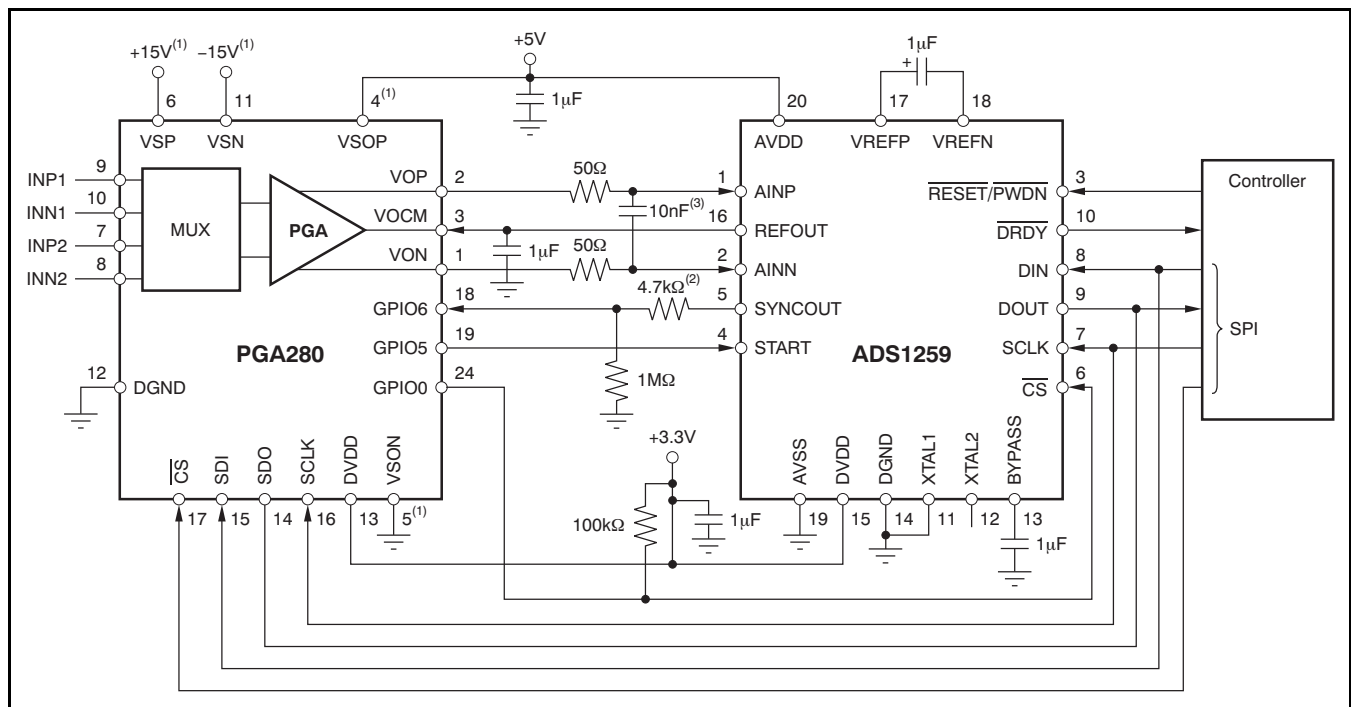 +15V(1)
−15V(1)
+5V
1µF
+
1µF
6
11
4(1)
20
17
18
VSP
VSN
VSOP
AVDD
VREFP
VREFN
INP1
9
INN1
10
INP2
7
INN2
8
MUX
PGA
VOP
2
VOCM
3
VON
1
GPIO6
18
GPIO5
19
GPIO0
24
PGA280
12
DGND
50Ω
10nF(3)
1µF
50Ω
4.7kΩ(2)
1MΩ
1
AINP
16
REFOUT
2
AINN
5
SYNCOUT
4
START
ADS1259
RESET/PWDN
3
DRDY
10
DIN
8
DOUT
9
SCLK
7
CS
6
Controller
SPI
+3.3V
100kΩ
1µF
CS
SDI
SDO
SCLK
DVDD
VSON
17
15
14
16
13
5(1)
AVSS
DVDD
DGND
XTAL1
XTAL2
BYPASS
19
15
14
11
12
13
1µF